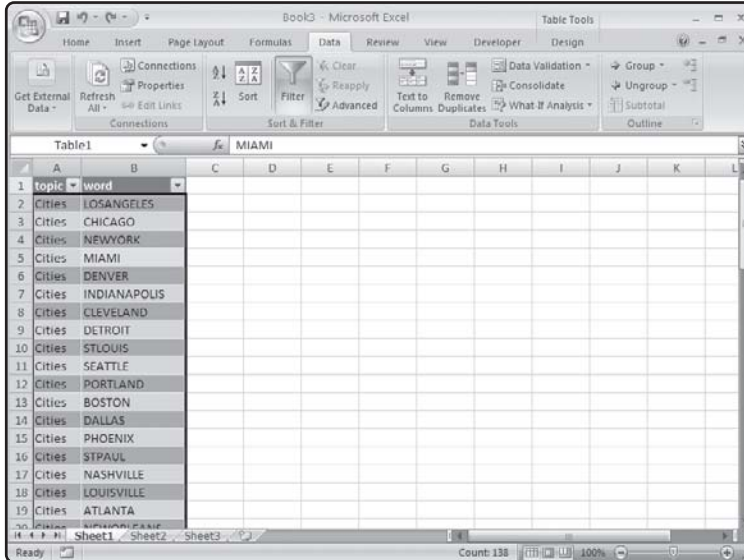 Book3 - Microsoft Excel Table Tools
Home Insert Page Layout Formulas Data Review View Developer Design
Get External Data Refresh All Connections Properties Edit Links Sort Filter Clear Reapply Advanced Text to Columns Remove Duplicates Data Validation Consolidate What-If Analysis Group Ungroup Subtotal
Connections Sort & Filter Data Tools Outline
Table1 fx MIAMI
A B C D E F G H I J K L
1 topic word
2 Cities LOSANGELES
3 Cities CHICAGO
4 Cities NEWYORK
5 Cities MIAMI
6 Cities DENVER
7 Cities INDIANAPOLIS
8 Cities CLEVELAND
9 Cities DETROIT
10 Cities STLOUIS
11 Cities SEATTLE
12 Cities PORTLAND
13 Cities BOSTON
14 Cities DALLAS
15 Cities PHOENIX
16 Cities STPAUL
17 Cities NASHVILLE
18 Cities LOUISVILLE
19 Cities ATLANTA
20 Cities NEWORLEANS
Sheet1 Sheet2 Sheet3
Ready Count: 138 100%